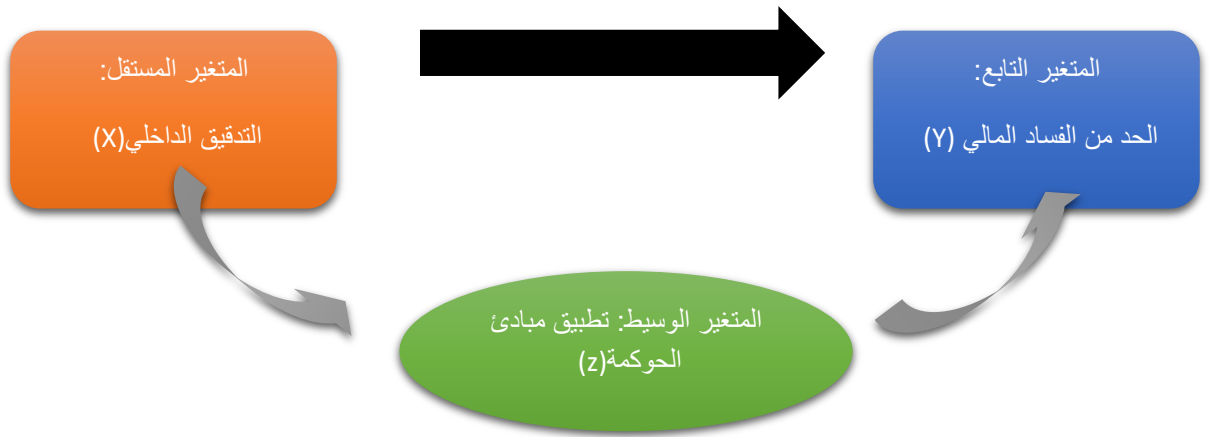 المتغير المستقل:
التدقيق الداخلي(X)
المتغير التابع:
الحد من الفساد المالي (Y)
المتغير الوسيط: تطبيق مبادئ
الحوكمة(z)